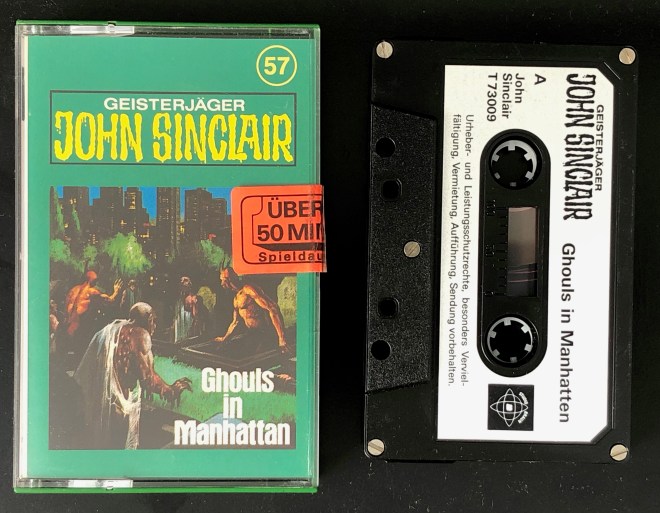 57
GEISTERJÄGER
JOHN SINCLAIR
ÜBER
50 MIN
Spieldau
Ghouls
in
Manhattan
GEISTERJÄGER
JOHN SINCLAIR
Ghouls in Manhatten
A
John
Sinclair
T 73009
Urheber- und Leistungsschutzrechte, besonders Verviel-
fältigung, Vermietung, Aufführung, Sendung vorbehalten.